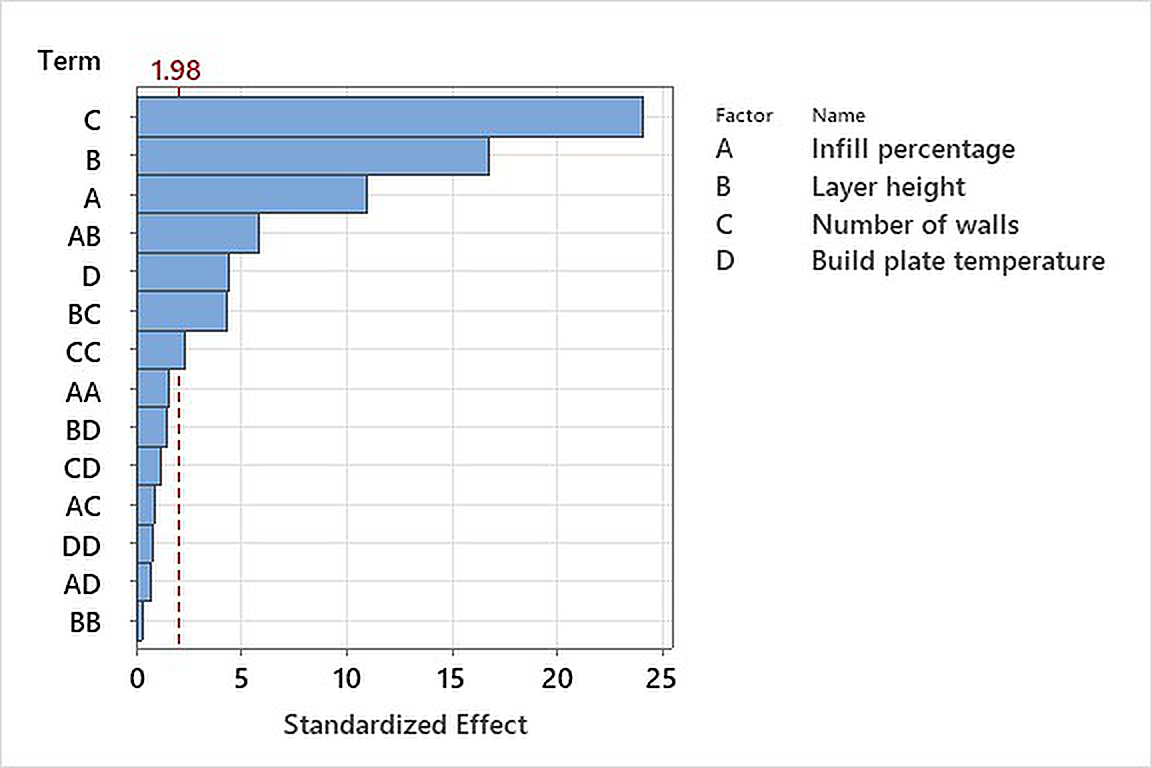 Term
1.98
C
B
A
AB
D
BC
CC
AA
BD
CD
AC
DD
AD
BB
0 5 10 15 20 25
Standardized Effect
Factor Name
A Infill percentage
B Layer height
C Number of walls
D Build plate temperature